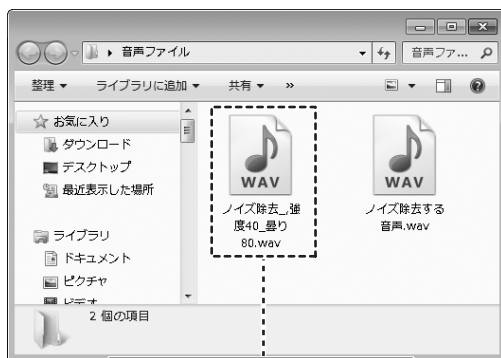 音声ファイル
音声ファ...
整理
ライブラリに追加
共有
»
お気に入り
ダウンロード
デスクトップ
最近表示した場所
ライブラリ
ドキュメント
ピクチャ
ビデオ
WAV
ノイズ除去_,強
度40_曇り
80.wav
WAV
ノイズ除去する
音声.wav
2 個の項目